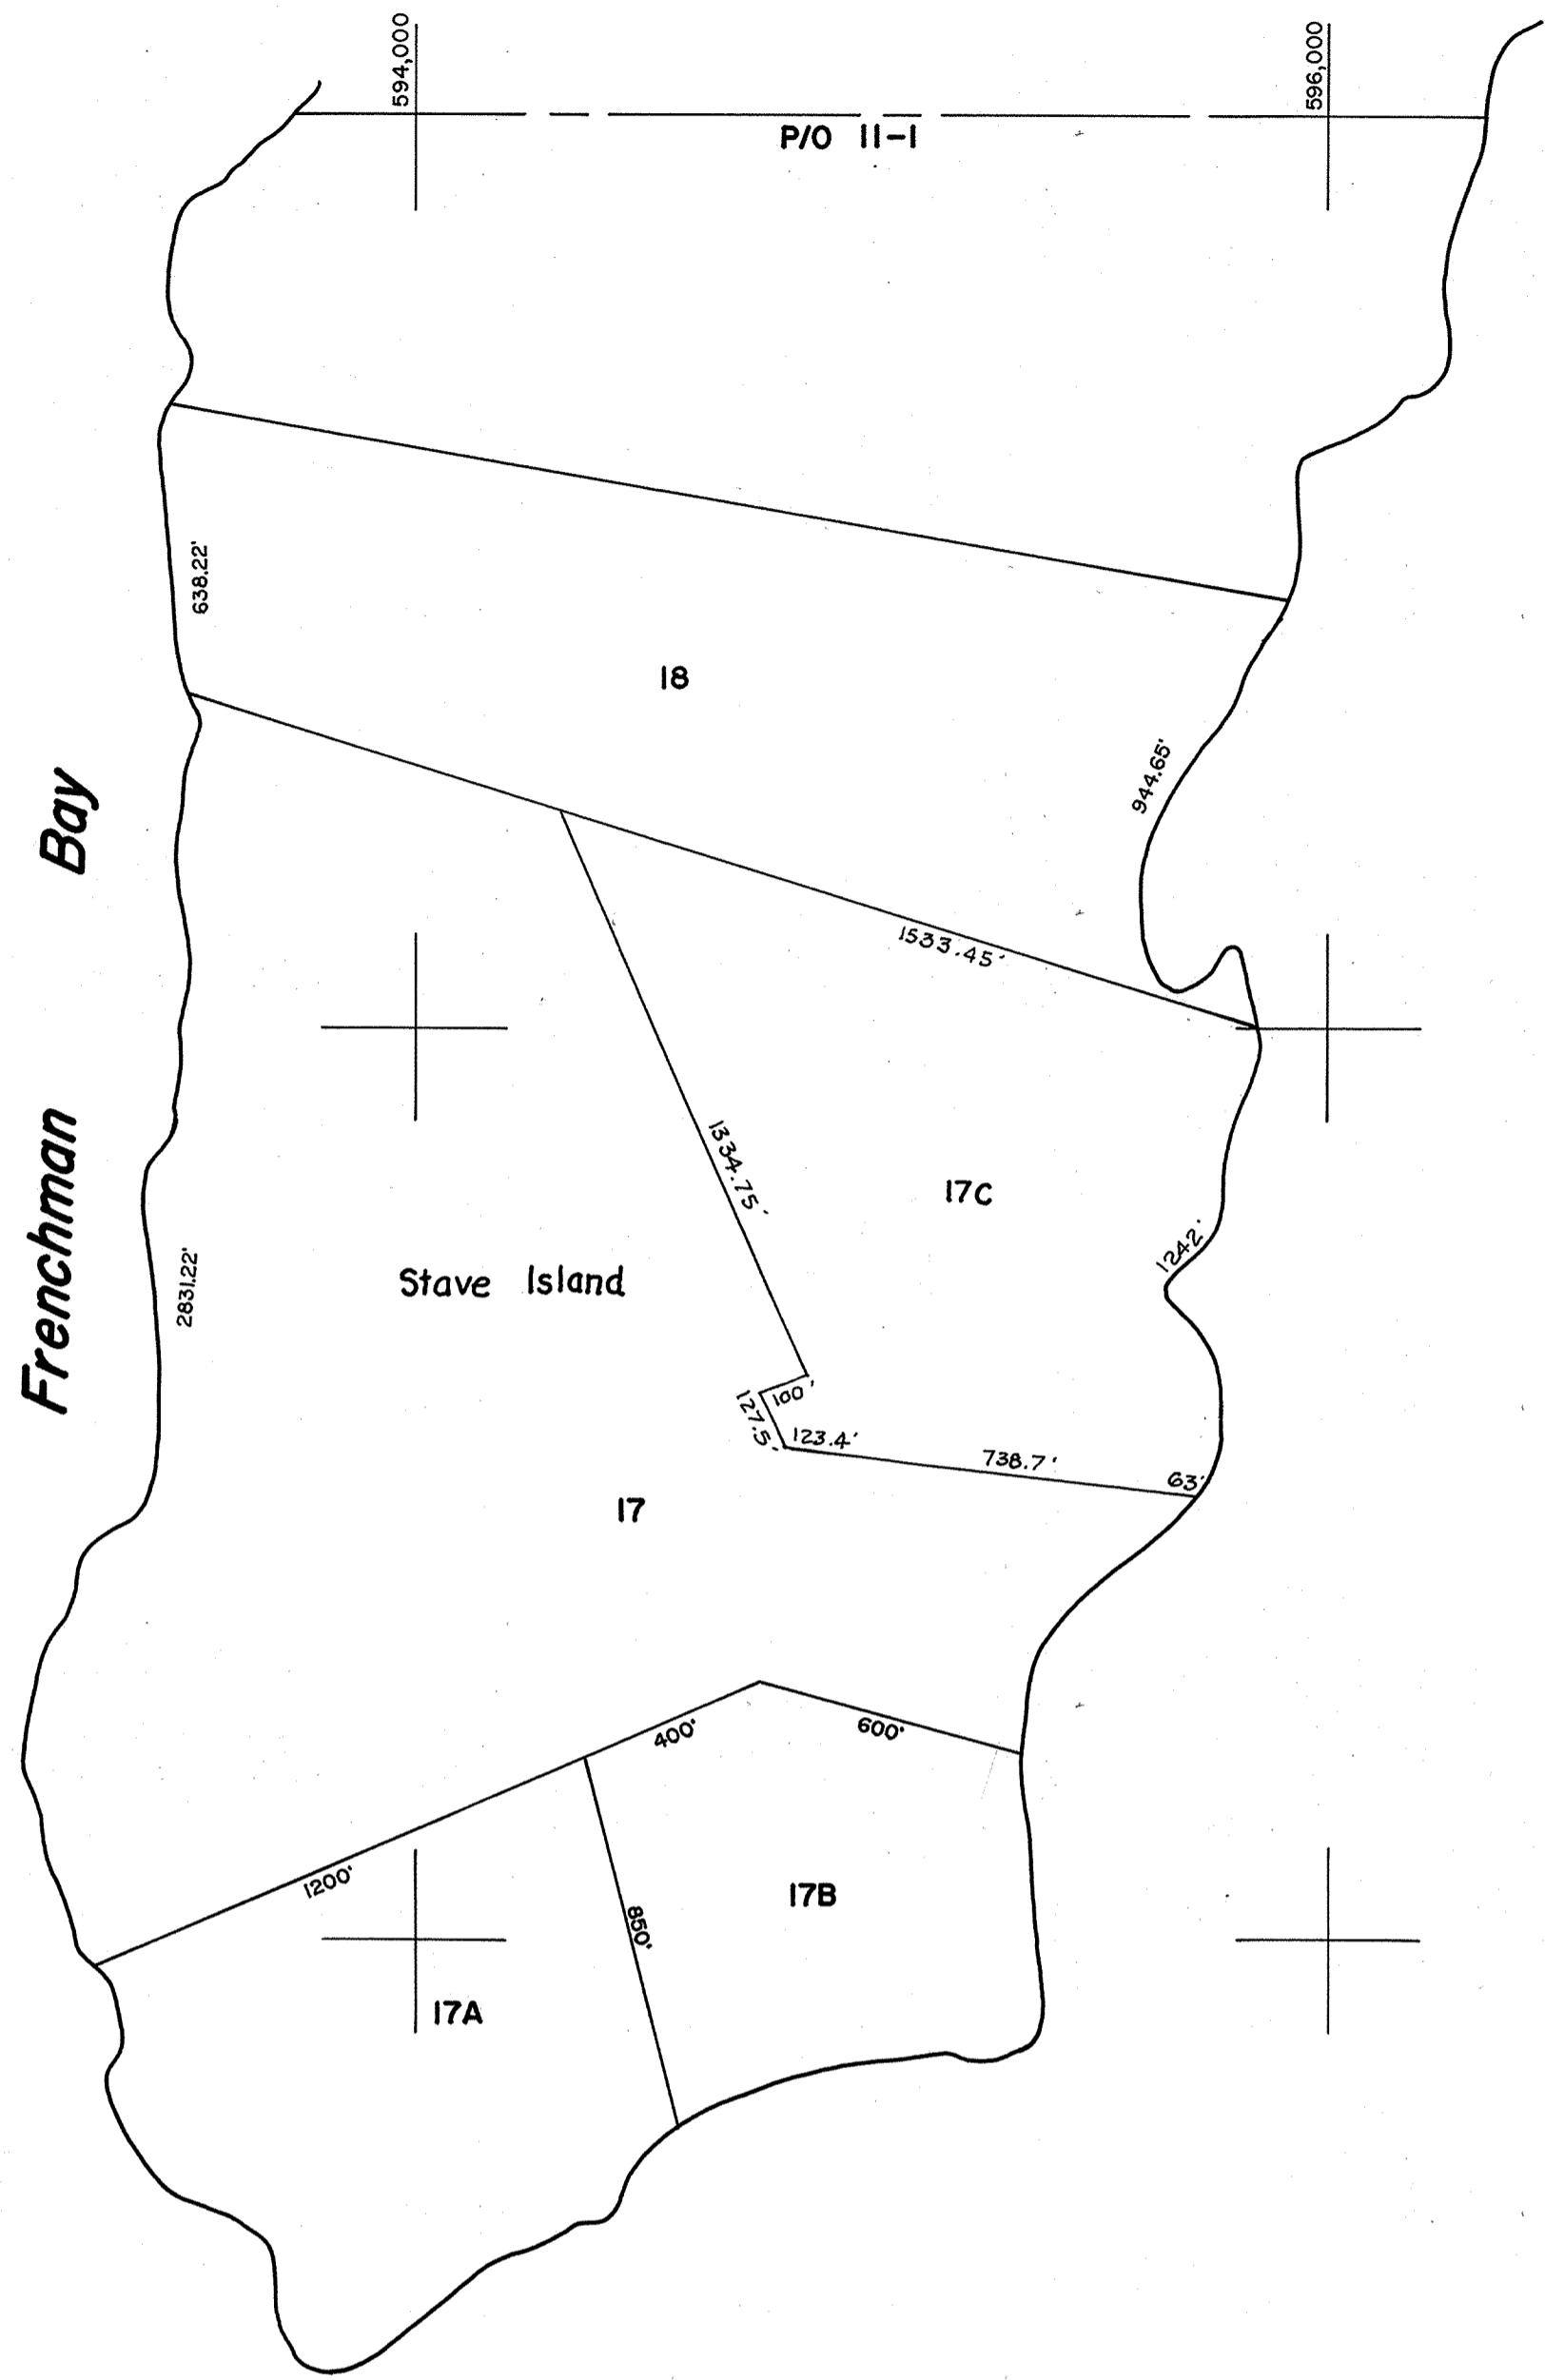 594,000
596,000
P/O 11-1
638.22'
18
944.65'
Bay
1533.45'
1334.75'
17C
Frenchman
1242'
2831.22'
Stave Island
100'
127.5'
123.4'
738.7'
63'
17
400'
600'
1200'
850'
17B
17A